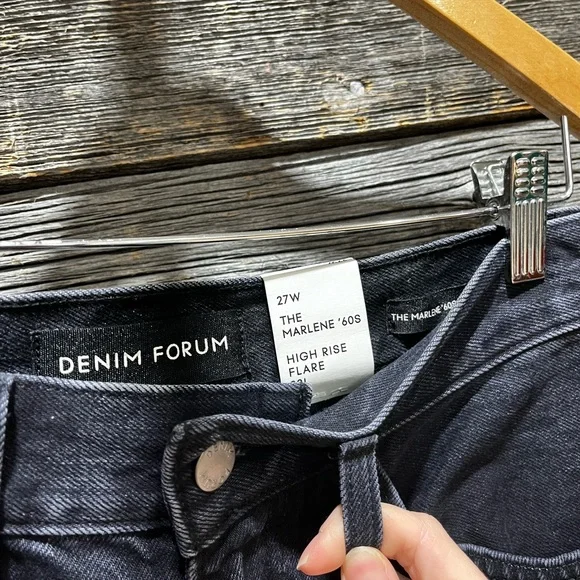 27W
THE
MARLENE '60S
HIGH RISE
FLARE
DENIM FORUM
THE MARLENE '60S